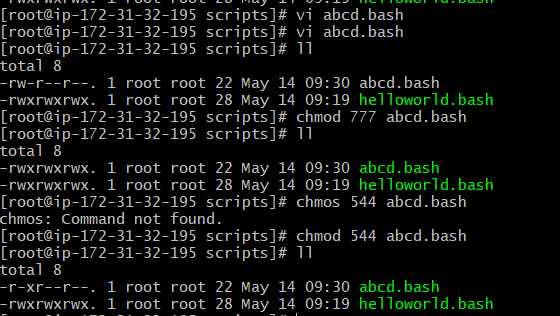 -rwxrwxrwx. 1 root root 28 May 14 09:19 helloworld.bash
[root@ip-172-31-32-195 scripts]# vi abcd.bash
[root@ip-172-31-32-195 scripts]# vi abcd.bash
[root@ip-172-31-32-195 scripts]# ll
total 8
-rw-r--r--. 1 root root 22 May 14 09:30 abcd.bash
-rwxrwxrwx. 1 root root 28 May 14 09:19 helloworld.bash
[root@ip-172-31-32-195 scripts]# chmod 777 abcd.bash
[root@ip-172-31-32-195 scripts]# ll
total 8
-rwxrwxrwx. 1 root root 22 May 14 09:30 abcd.bash
-rwxrwxrwx. 1 root root 28 May 14 09:19 helloworld.bash
[root@ip-172-31-32-195 scripts]# chmos 544 abcd.bash
chmos: Command not found.
[root@ip-172-31-32-195 scripts]# chmod 544 abcd.bash
[root@ip-172-31-32-195 scripts]# ll
total 8
-r-xr--r--. 1 root root 22 May 14 09:30 abcd.bash
-rwxrwxrwx. 1 root root 28 May 14 09:19 helloworld.bash
[root@ip-172-31-32-195 scripts]#